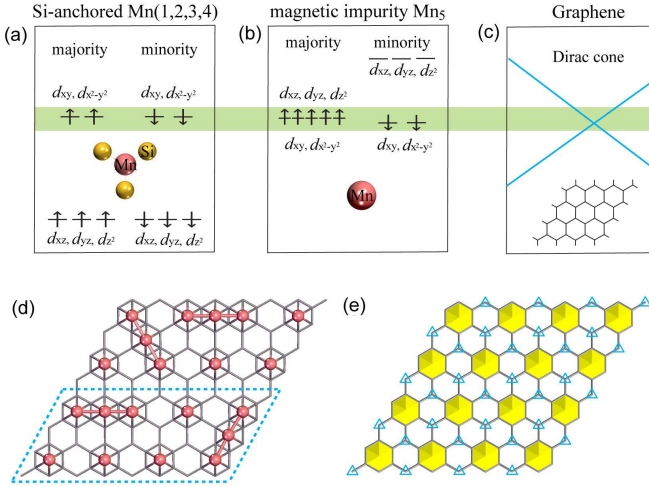 Si-anchored Mn(1,2,3,4)
(a)
majority minority
dxy, dx²-y² dxy, dx²-y²
Si
Mn
dxz, dyz, dz² dxz, dyz, dz²
magnetic impurity Mn₅
(b)
majority minority
dxz, dyz, dz²
dxz, dyz, dz²
dxy, dx²-y² dxy, dx²-y²
Mn
Graphene
(c)
Dirac cone
(d)
(e)